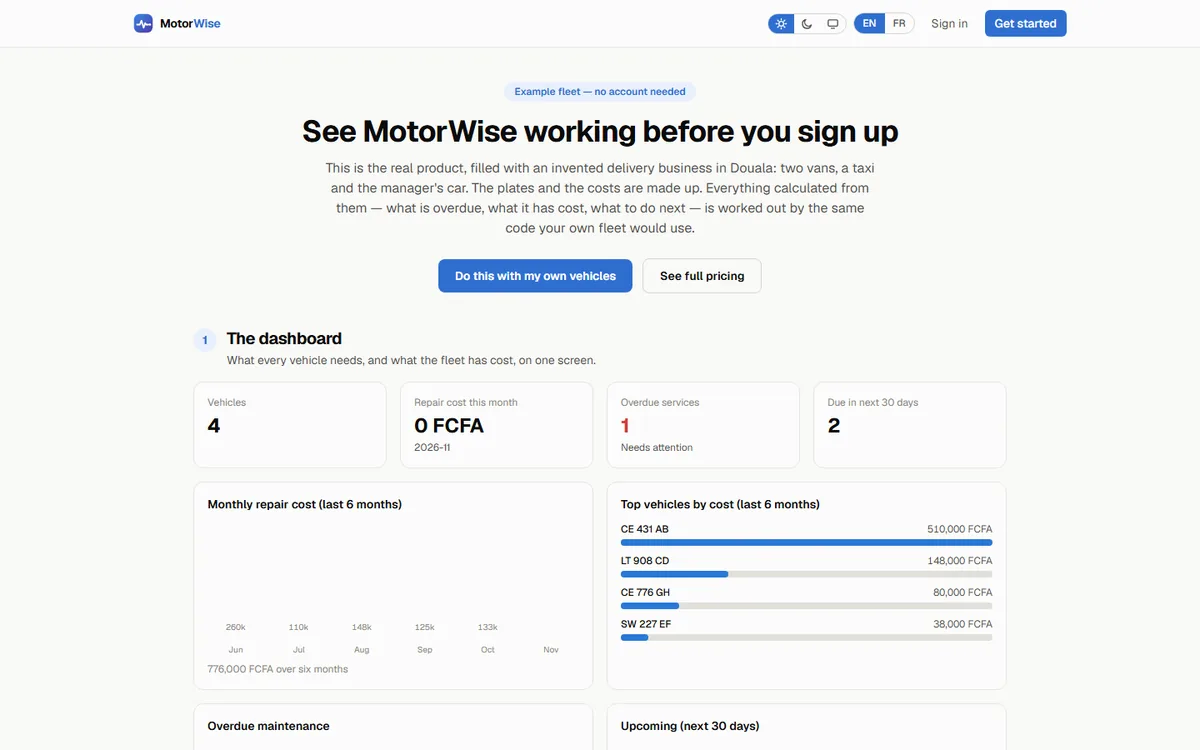 MotorWise
EN
FR
Sign in
Get started
Example fleet — no account needed
See MotorWise working before you sign up
This is the real product, filled with an invented delivery business in Douala: two vans, a taxi
and the manager's car. The plates and the costs are made up. Everything calculated from
them — what is overdue, what it has cost, what to do next — is worked out by the same
code your own fleet would use.
Do this with my own vehicles
See full pricing
1
The dashboard
What every vehicle needs, and what the fleet has cost, on one screen.
Vehicles
4
Repair cost this month
0 FCFA
2026-11
Overdue services
1
Needs attention
Due in next 30 days
2
Monthly repair cost (last 6 months)
260k 110k 148k 125k 133k
Jun Jul Aug Sep Oct Nov
776,000 FCFA over six months
Top vehicles by cost (last 6 months)
CE 431 AB 510,000 FCFA
LT 908 CD 148,000 FCFA
CE 776 GH 80,000 FCFA
SW 227 EF 38,000 FCFA
Overdue maintenance
Upcoming (next 30 days)